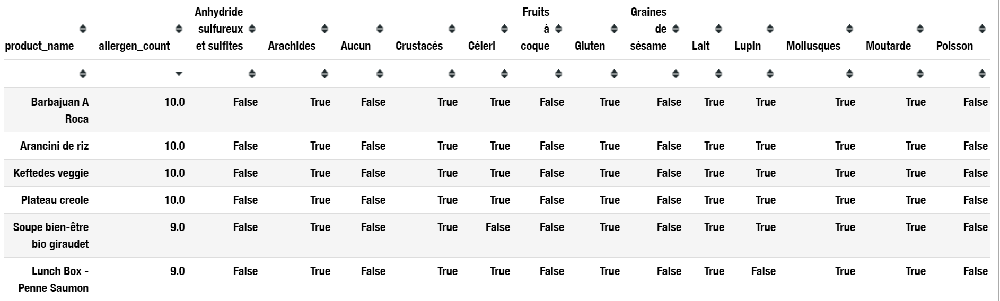 product_name allergen_count Anhydride sulfureux et sulfites Arachides Aucun Crustacés Céleri Fruits à coque Gluten Graines de sésame Lait Lupin Mollusques Moutarde Poisson
Barbajuan A Roca 10.0 False True False True True False True False True True True True False
Arancini de riz 10.0 False True False True True False True False True True True True False
Keftedes veggie 10.0 False True False True True False True False True True True True False
Plateau creole 10.0 False True False True True False True False True True True True False
Soupe bien-être bio giraudet 9.0 False True False True False False True False True True True True False
Lunch Box - Penne Saumon 9.0 False True False True True False True False True False True True False